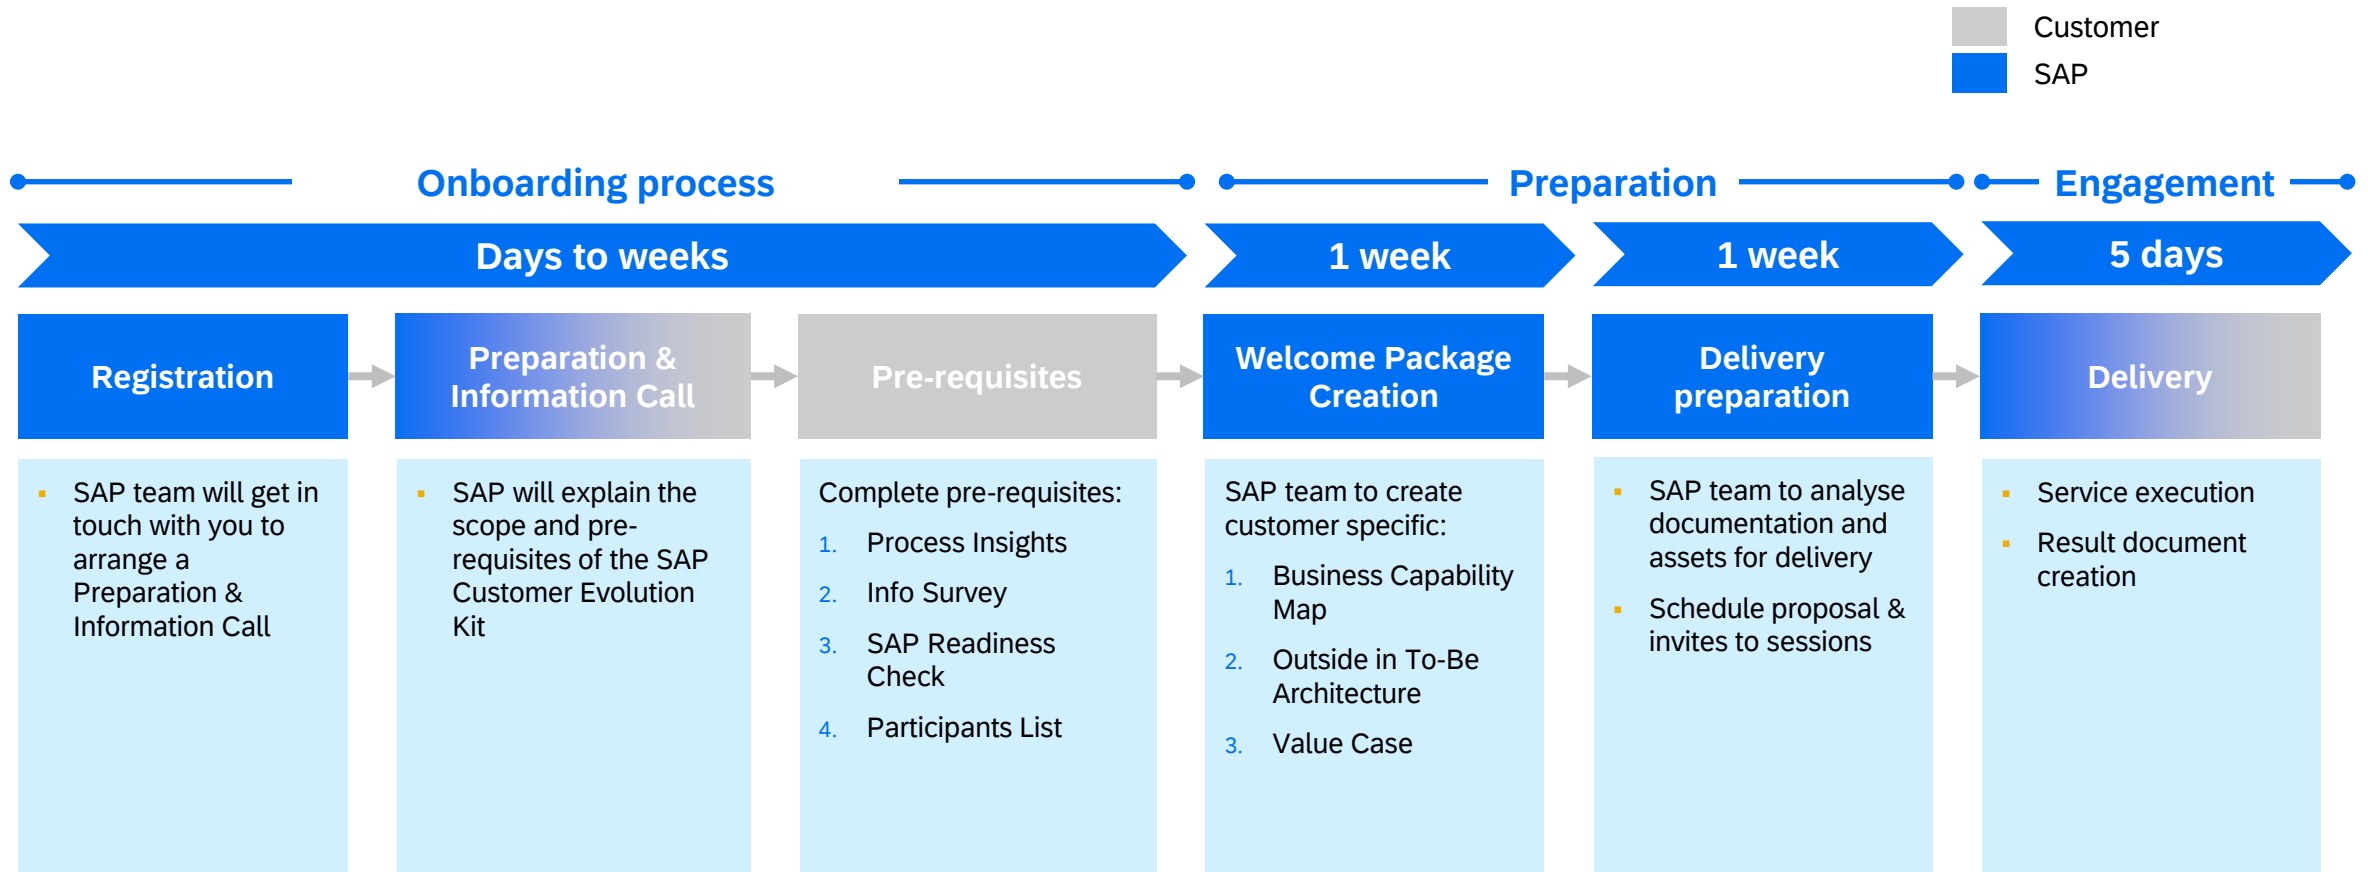 Customer
SAP
Onboarding process
Preparation
Engagement
Days to weeks
1 week
1 week
5 days
Registration
Preparation &
Information Call
Pre-requisites
Welcome Package
Creation
Delivery
preparation
Delivery
▪ SAP team will get in
touch with you to
arrange a
Preparation &
Information Call
▪ SAP will explain the
scope and pre-
requisites of the SAP
Customer Evolution
Kit
Complete pre-requisites:
1. Process Insights
2. Info Survey
3. SAP Readiness
Check
4. Participants List
SAP team to create
customer specific:
1. Business Capability
Map
2. Outside in To-Be
Architecture
3. Value Case
▪ SAP team to analyse
documentation and
assets for delivery
▪ Schedule proposal &
invites to sessions
▪ Service execution
▪ Result document
creation